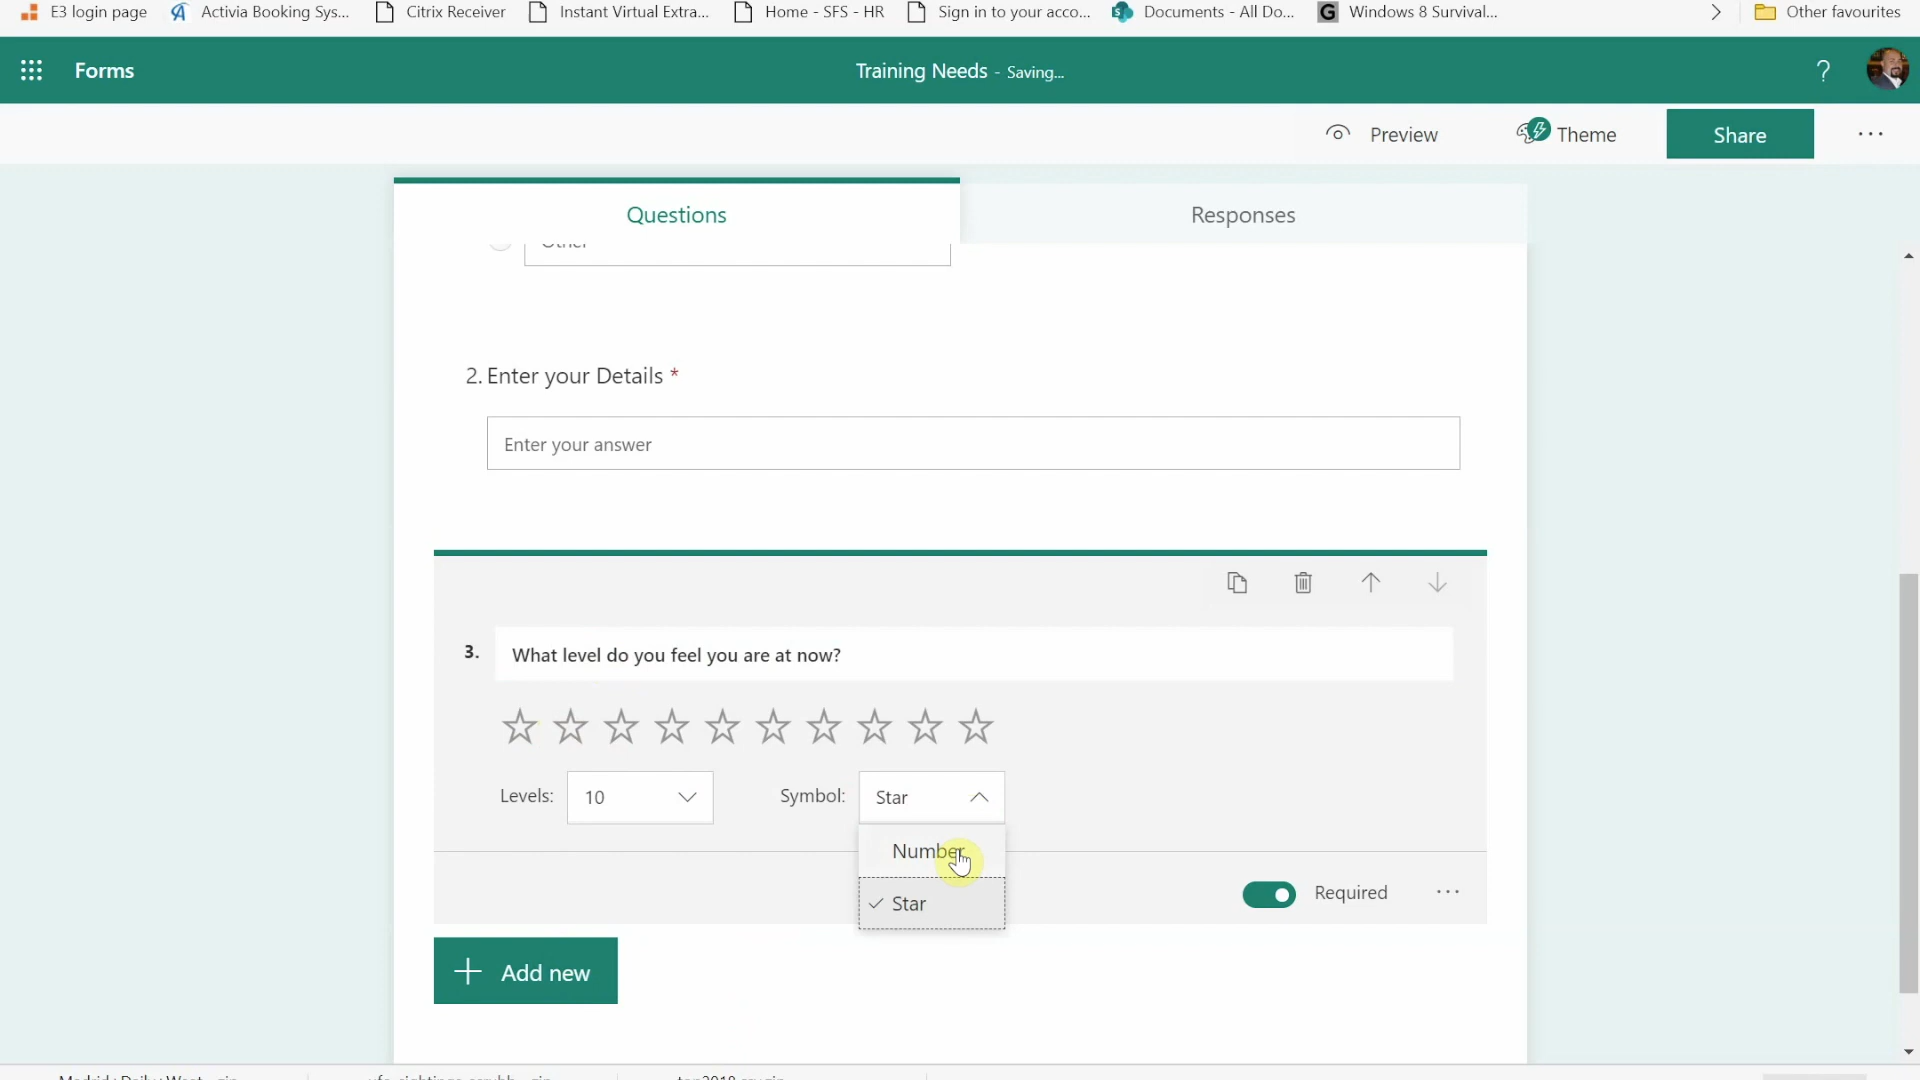 E3 login page
Activia Booking Sys...
Citrix Receiver
Instant Virtual Extra...
Home - SFS - HR
Sign in to your acco...
Documents - All Do...
G
Windows 8 Survival...
Other favourites
Forms
Training Needs - Saving...
?
Preview
Theme
Share
...
Questions
Responses
Other
2. Enter your Details *
Enter your answer
3.
What level do you feel you are at now?
Levels:
10
Symbol:
Star
Number
Star
Required
...
Add new